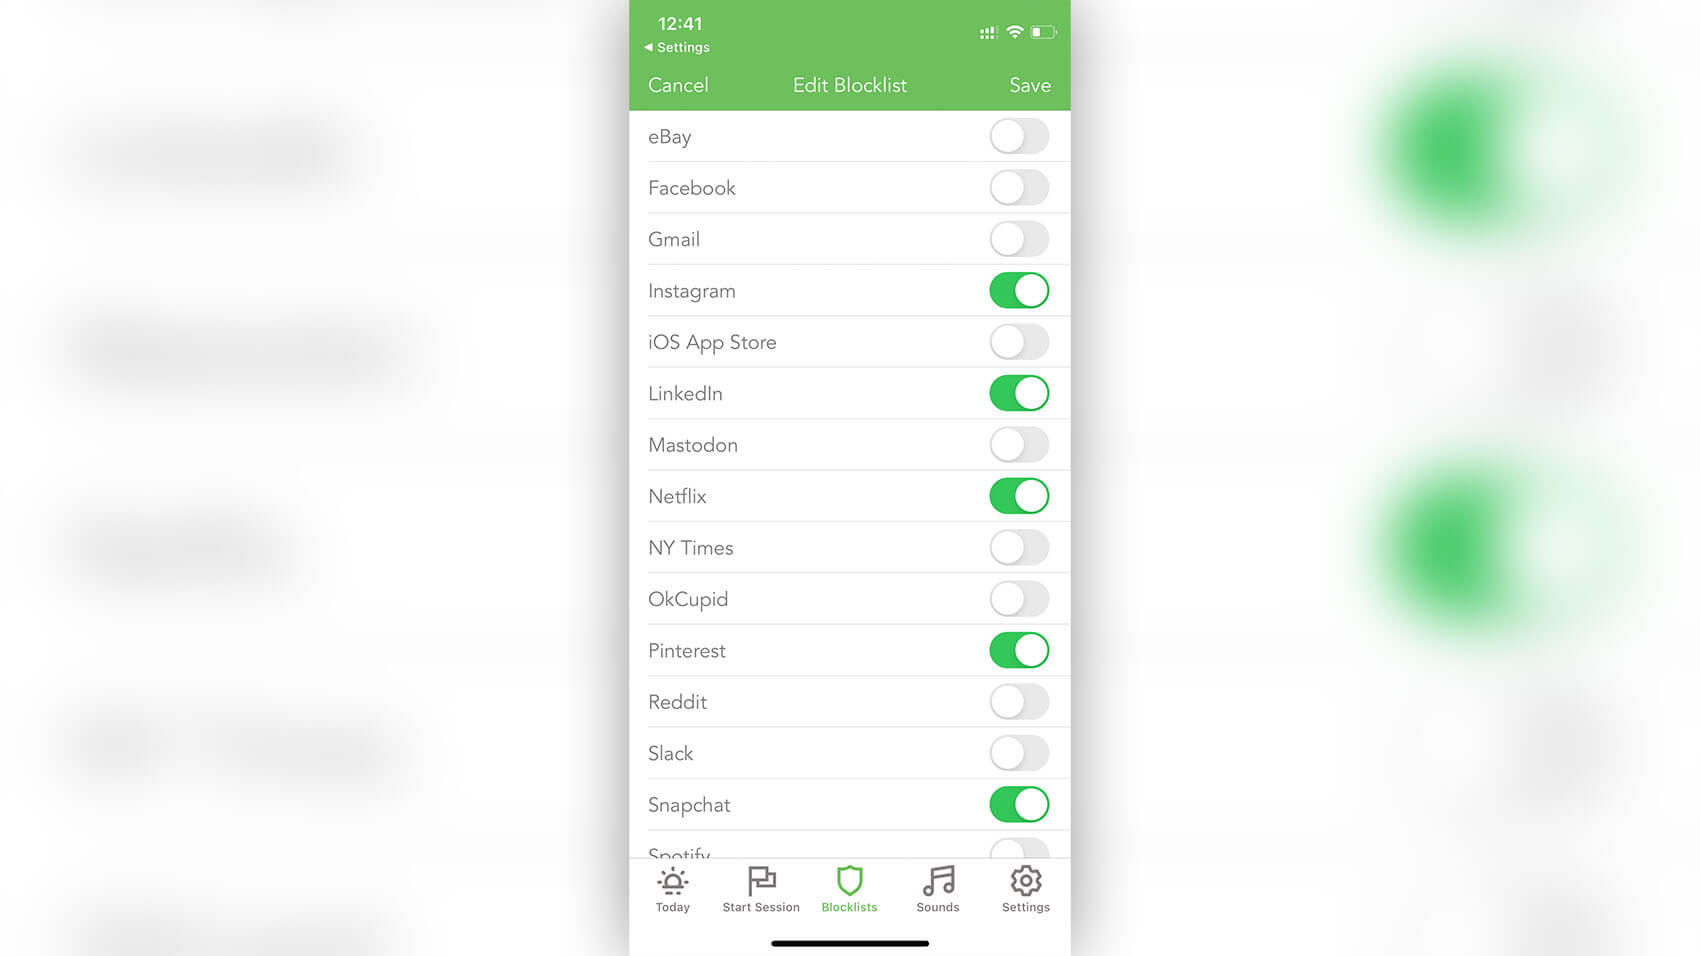 12:41
◀ Settings
Cancel Edit Blocklist Save
eBay
Facebook
Gmail
Instagram
iOS App Store
LinkedIn
Mastodon
Netflix
NY Times
OkCupid
Pinterest
Reddit
Slack
Snapchat
Spotify
Today Start Session Blocklists Sounds Settings